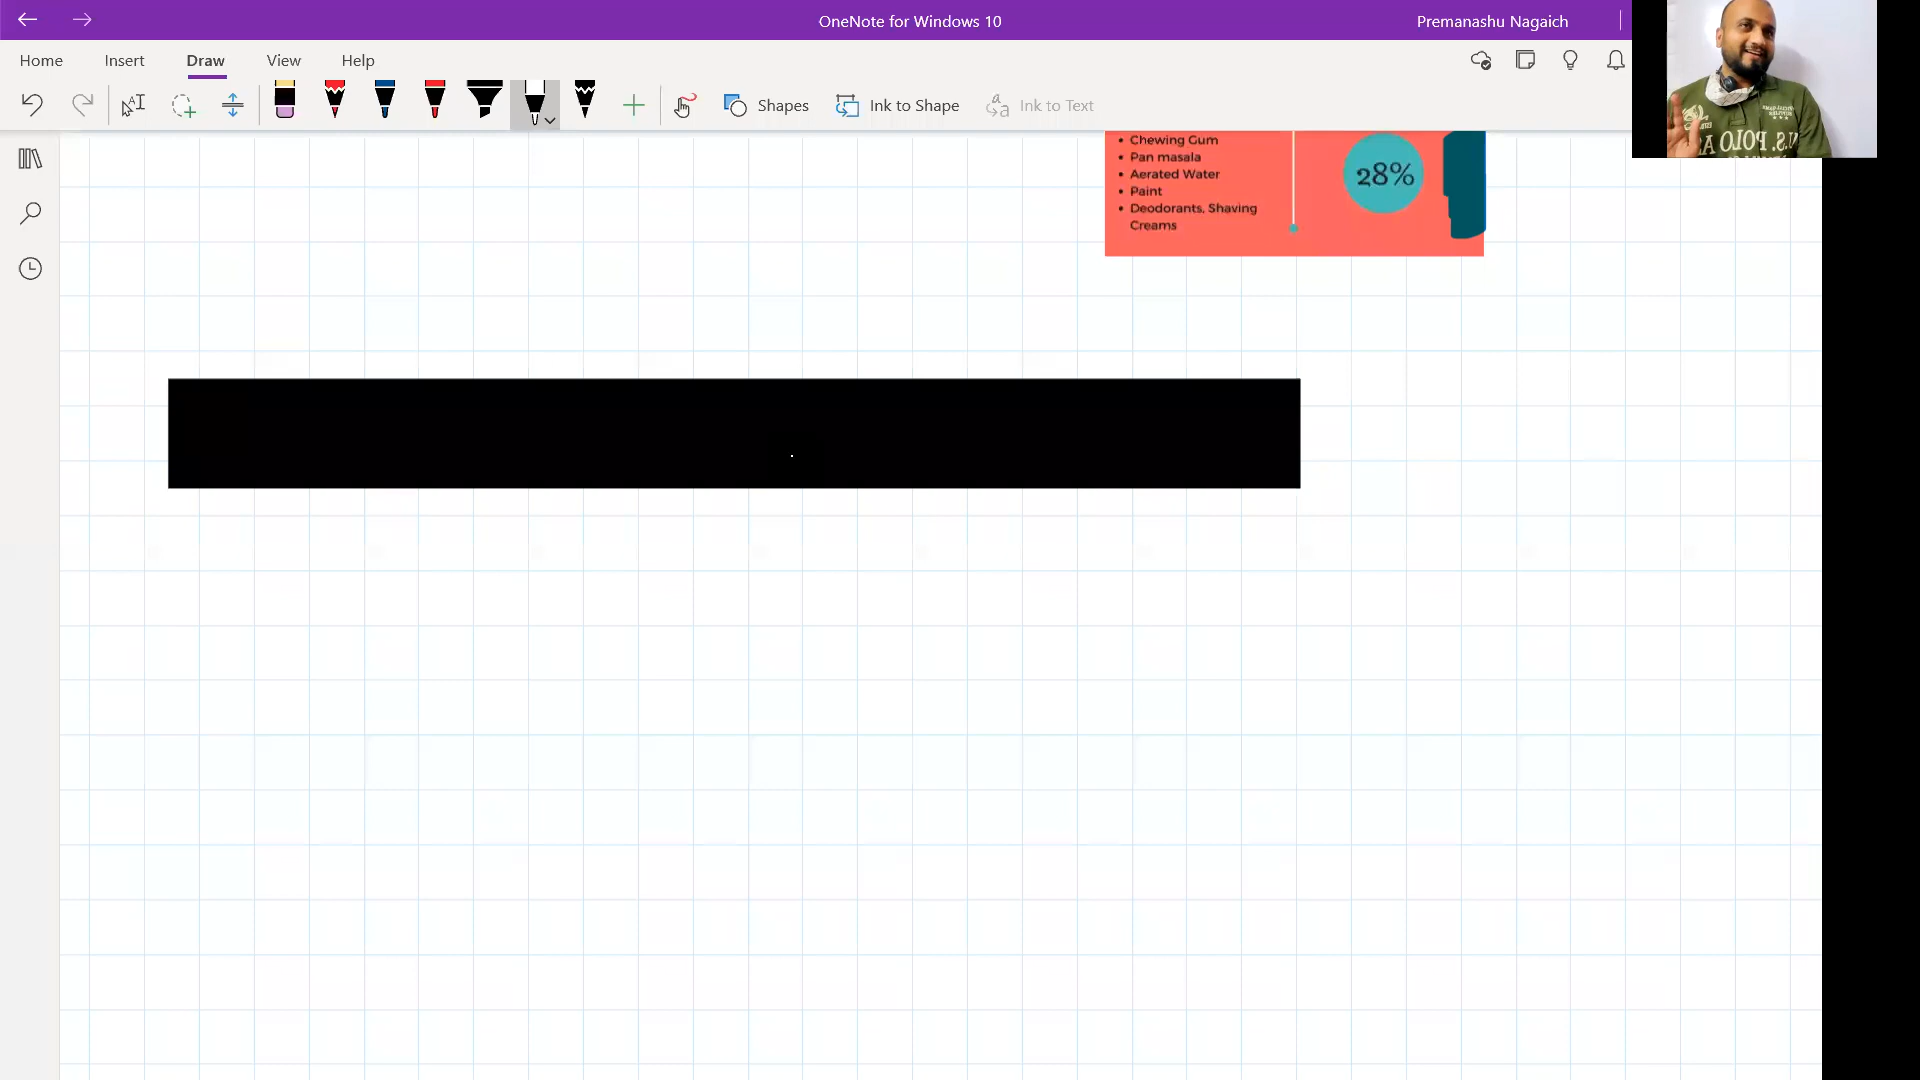 OneNote for Windows 10
Premanashu Nagaich
Home Insert Draw View Help
Shapes Ink to Shape Ink to Text
• Chewing Gum
• Pan masala
• Aerated Water
• Paint
• Deodorants, Shaving
Creams
28%
U.S. POLO A